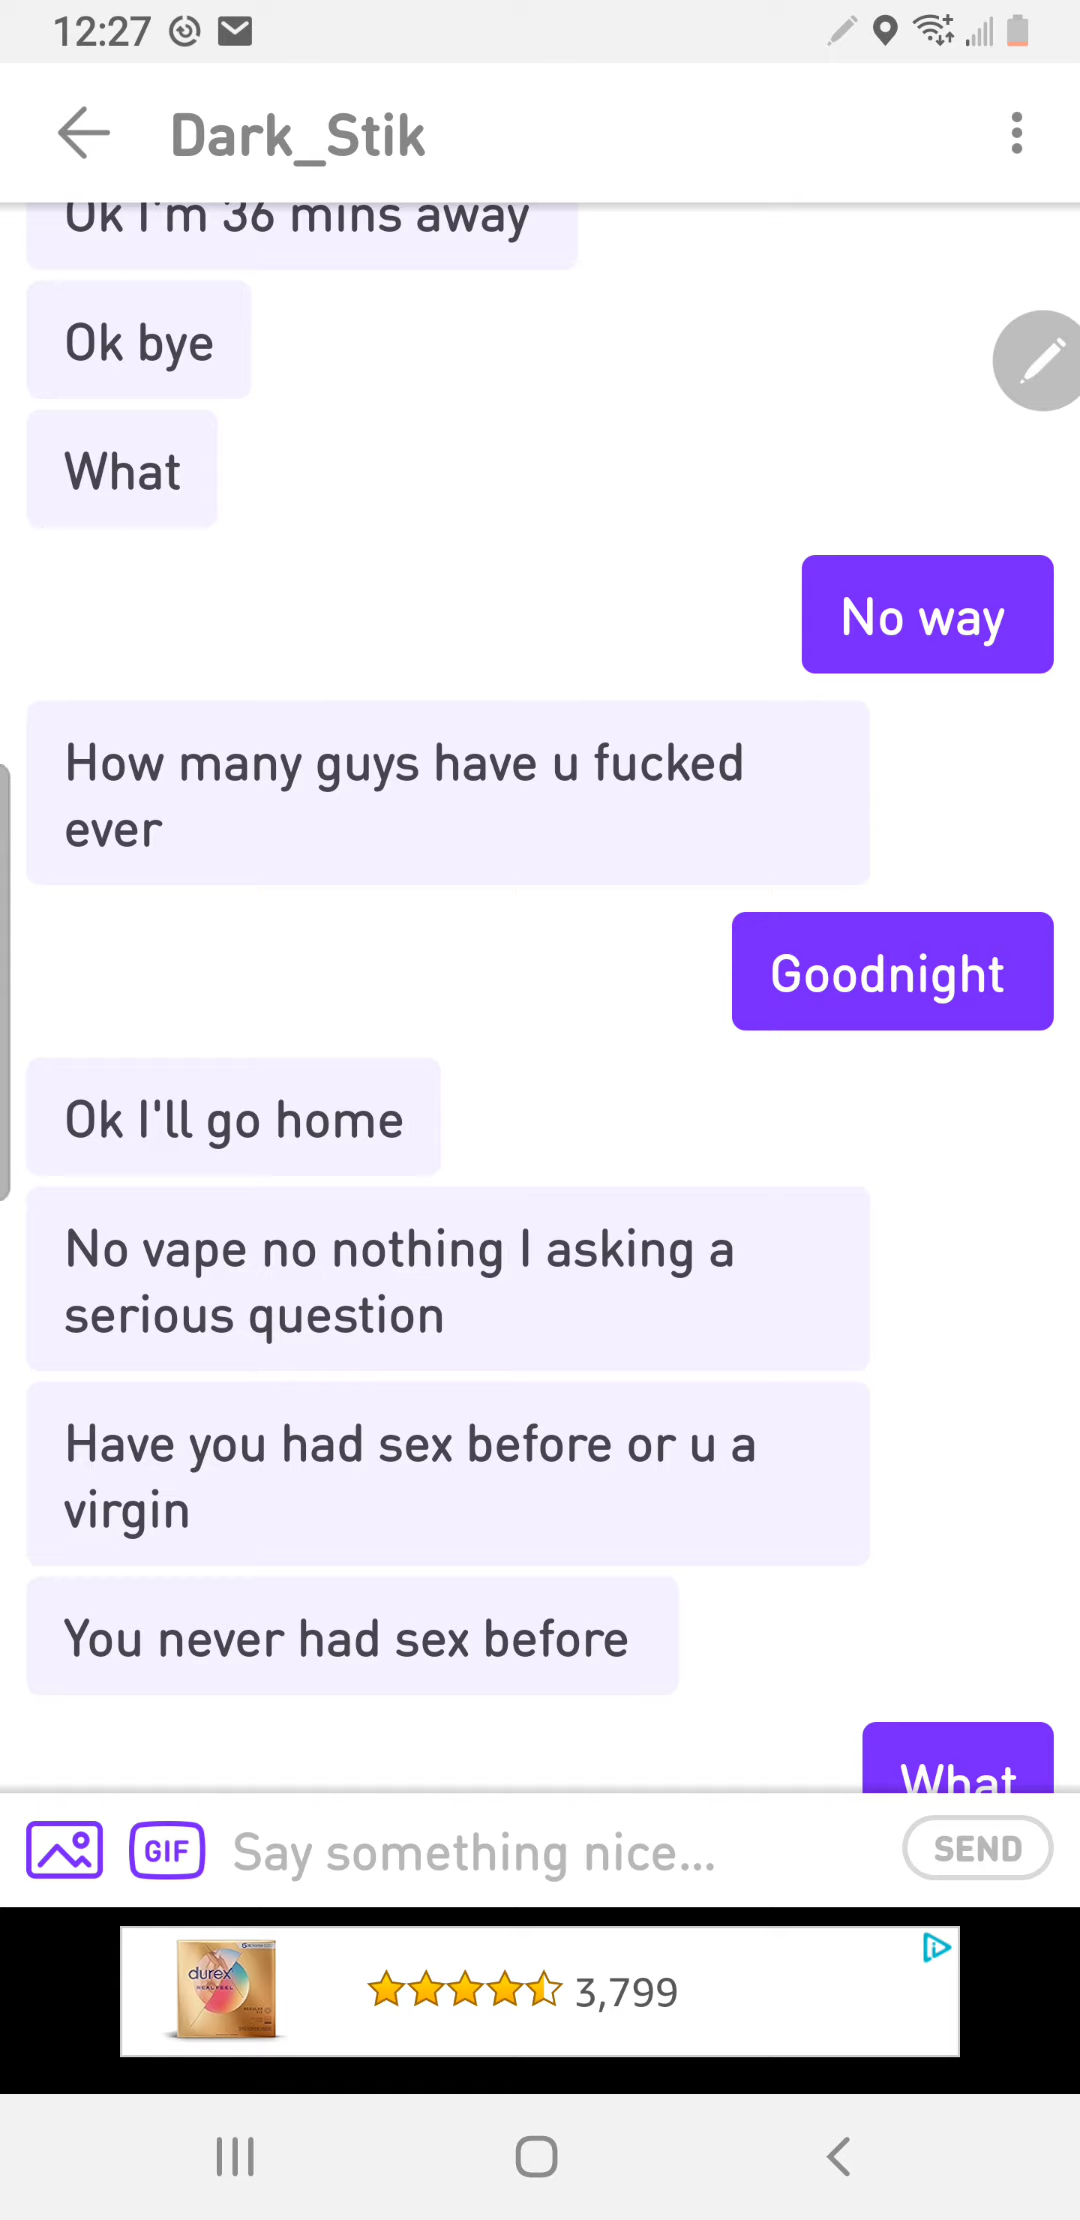 12:27
Dark_Stik
Ok I'm 36 mins away
Ok bye
What
No way
How many guys have u fucked
ever
Goodnight
Ok I'll go home
No vape no nothing I asking a
serious question
Have you had sex before or u a
virgin
You never had sex before
What
GIF
Say something nice...
SEND
durex
REAL FEEL
3,799